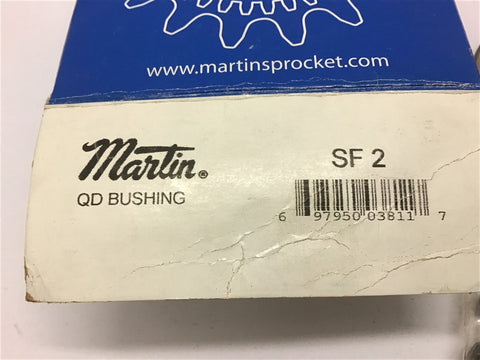 www.martinsprocket.com
Martin®
SF 2
QD BUSHING
6 97950 03811 7